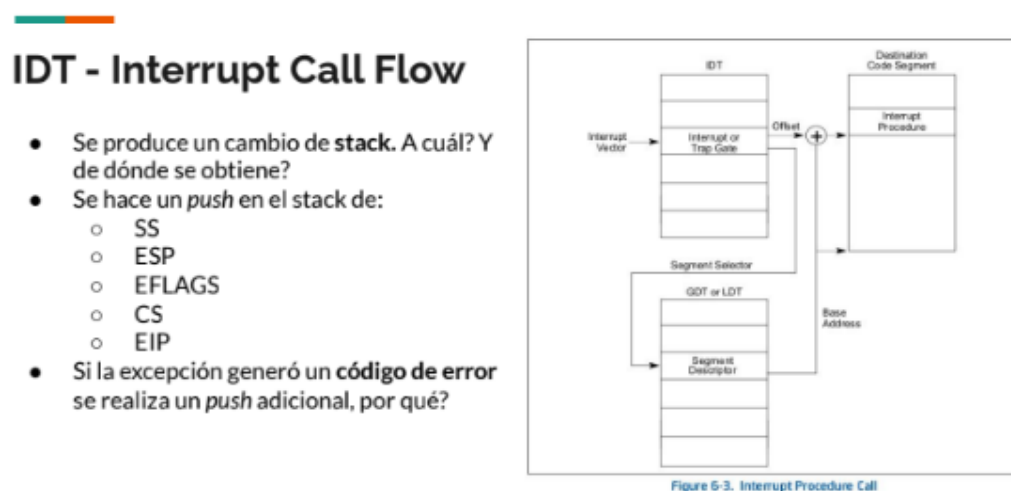 IDT - Interrupt Call Flow
● Se produce un cambio de stack. A cuál? Y
de dónde se obtiene?
● Se hace un push en el stack de:
○ SS
○ ESP
○ EFLAGS
○ CS
○ EIP
● Si la excepción generó un código de error
se realiza un push adicional, por qué?
IDT
Destination
Code Segment
Interrupt
Vector
Interrupt or
Trap Gate
Offset
+
Interrupt
Procedure
Segment Selector
GDT or LDT
Base
Address
Segment
Descriptor
Figure 6-3. Interrupt Procedure Call